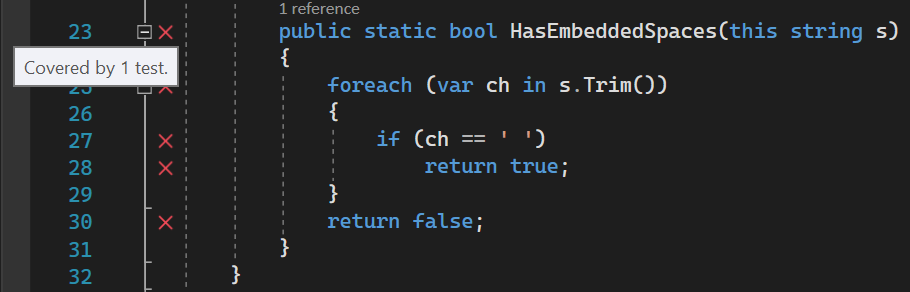 1 reference
23 public static bool HasEmbeddedSpaces(this string s)
{
Covered by 1 test.
foreach (var ch in s.Trim())
26 {
27 if (ch == ' ')
28 return true;
29 }
30 return false;
31 }
32 }